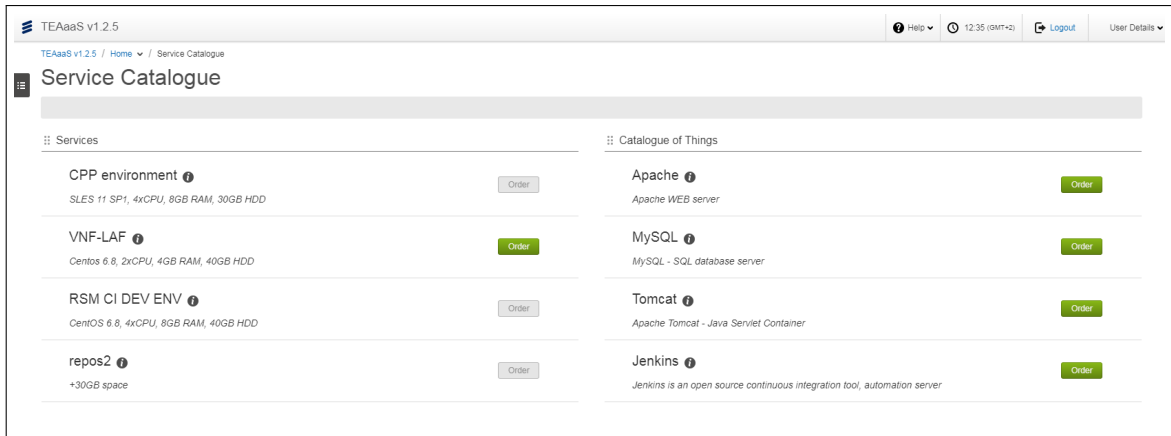 TEAaaS v1.2.5
Help
12:35 (GMT+2)
Logout
User Details
TEAaaS v1.2.5 / Home / Service Catalogue
Service Catalogue
Services
CPP environment
SLES 11 SP1, 4xCPU, 8GB RAM, 30GB HDD
Order
VNF-LAF
Centos 6.8, 2xCPU, 4GB RAM, 40GB HDD
Order
RSM CI DEV ENV
CentOS 6.8, 4xCPU, 8GB RAM, 40GB HDD
Order
repos2
+30GB space
Order
Catalogue of Things
Apache
Apache WEB server
Order
MySQL
MySQL - SQL database server
Order
Tomcat
Apache Tomcat - Java Servlet Container
Order
Jenkins
Jenkins is an open source continuous integration tool, automation server
Order